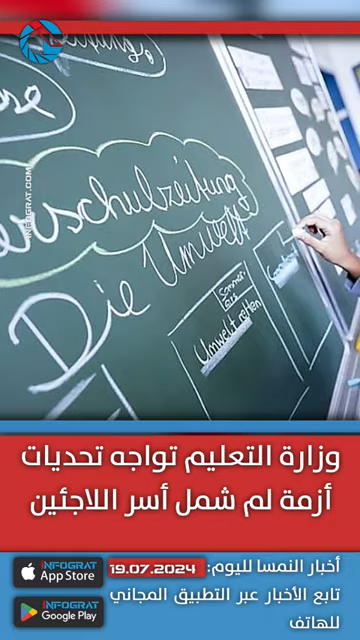 erschulzeitung
Die Umwelt
Umwelt retten
INFOGRAT.COM
وزارة التعليم تواجه تحديات
أزمة لم شمل أسر اللاجئين
أخبار النمسا لليوم: 19.07.2024
تابع الأخبار عبر التطبيق المجاني
للهاتف
INFOGRAT
App Store
INFOGRAT
Google Play